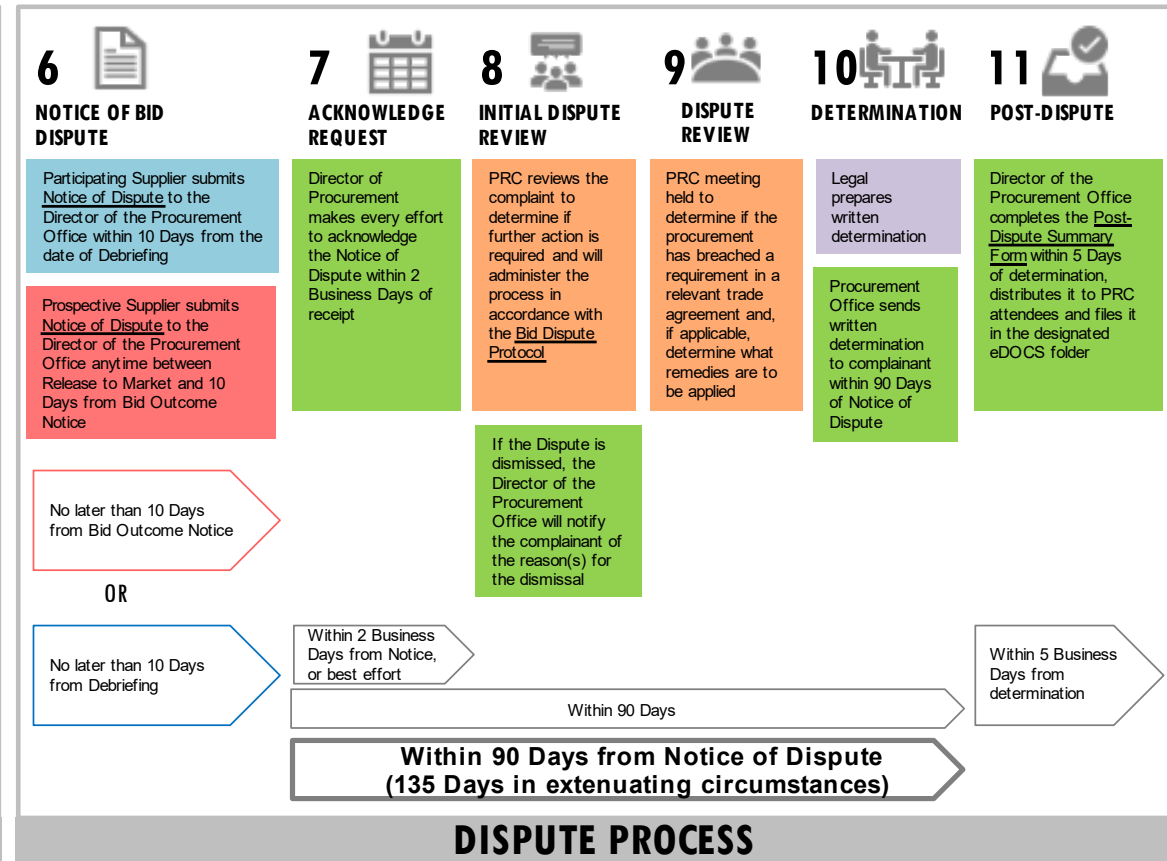 6
NOTICE OF BID
DISPUTE
Participating Supplier submits
Notice of Dispute to the
Director of the Procurement
Office within 10 Days from the
date of Debriefing
Prospective Supplier submits
Notice of Dispute to the
Director of the Procurement
Office anytime between
Release to Market and 10
Days from Bid Outcome
Notice
No later than 10 Days
from Bid Outcome Notice
OR
No later than 10 Days
from Debriefing
7
ACKNOWLEDGE
REQUEST
Director of
Procurement
makes every effort
to acknowledge
the Notice of
Dispute within 2
Business Days of
receipt
8
INITIAL DISPUTE
REVIEW
PRC reviews the
complaint to
determine if
further action is
required and will
administer the
process in
accordance with
the Bid Dispute
Protocol
If the Dispute is
dismissed, the
Director of the
Procurement
Office will notify
the complainant of
the reason(s) for
the dismissal
9
DISPUTE
REVIEW
PRC meeting
held to
determine if the
procurement
has breached a
requirement in a
relevant trade
agreement and,
if applicable,
determine what
remedies are to
be applied
10
DETERMINATION
Legal
prepares
written
determination
Procurement
Office sends
written
determination
to complainant
within 90 Days
of Notice of
Dispute
11
POST-DISPUTE
Director of the
Procurement Office
completes the Post-
Dispute Summary
Form within 5 Days
of determination,
distributes it to PRC
attendees and files it
in the designated
eDOCS folder
Within 2 Business
Days from Notice,
or best effort
Within 90 Days
Within 5 Business
Days from
determination
Within 90 Days from Notice of Dispute
(135 Days in extenuating circumstances)
DISPUTE PROCESS